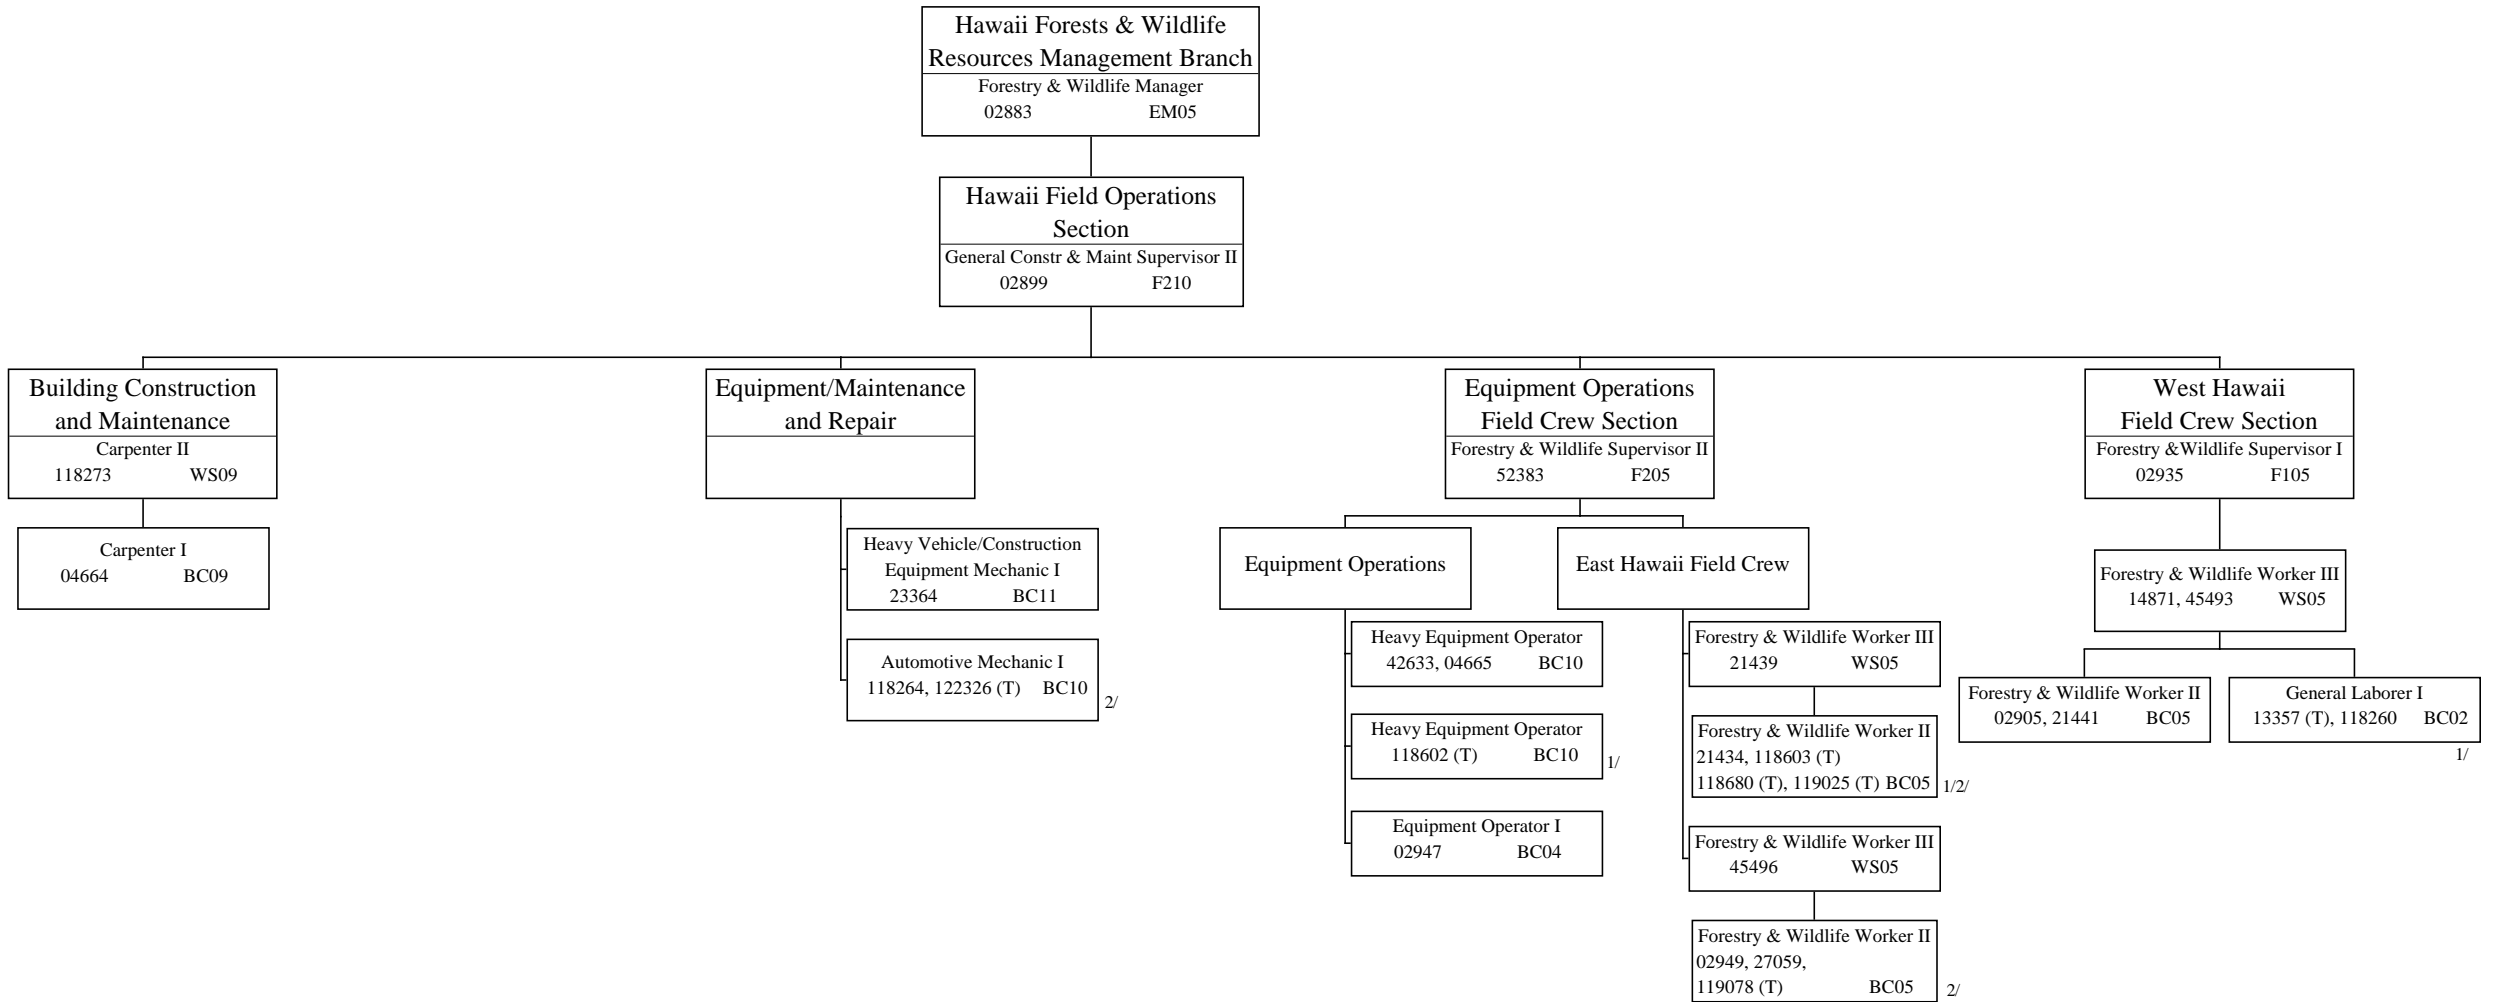 Hawaii Forests & Wildlife
Resources Management Branch
Forestry & Wildlife Manager
02883 EM05
Hawaii Field Operations
Section
General Constr & Maint Supervisor II
02899 F210
Building Construction
and Maintenance
Carpenter II
118273 WS09
Carpenter I
04664 BC09
Equipment/Maintenance
and Repair
Heavy Vehicle/Construction
Equipment Mechanic I
23364 BC11
Automotive Mechanic I
118264, 122326 (T) BC10
2/
Equipment Operations
Field Crew Section
Forestry & Wildlife Supervisor II
52383 F205
Equipment Operations
Heavy Equipment Operator
42633, 04665 BC10
Heavy Equipment Operator
118602 (T) BC10
1/
Equipment Operator I
02947 BC04
East Hawaii Field Crew
Forestry & Wildlife Worker III
21439 WS05
Forestry & Wildlife Worker II
21434, 118603 (T)
118680 (T), 119025 (T) BC05
1/2/
Forestry & Wildlife Worker III
45496 WS05
Forestry & Wildlife Worker II
02949, 27059,
119078 (T) BC05
2/
West Hawaii
Field Crew Section
Forestry &Wildlife Supervisor I
02935 F105
Forestry & Wildlife Worker III
14871, 45493 WS05
Forestry & Wildlife Worker II
02905, 21441 BC05
General Laborer I
13357 (T), 118260 BC02
1/